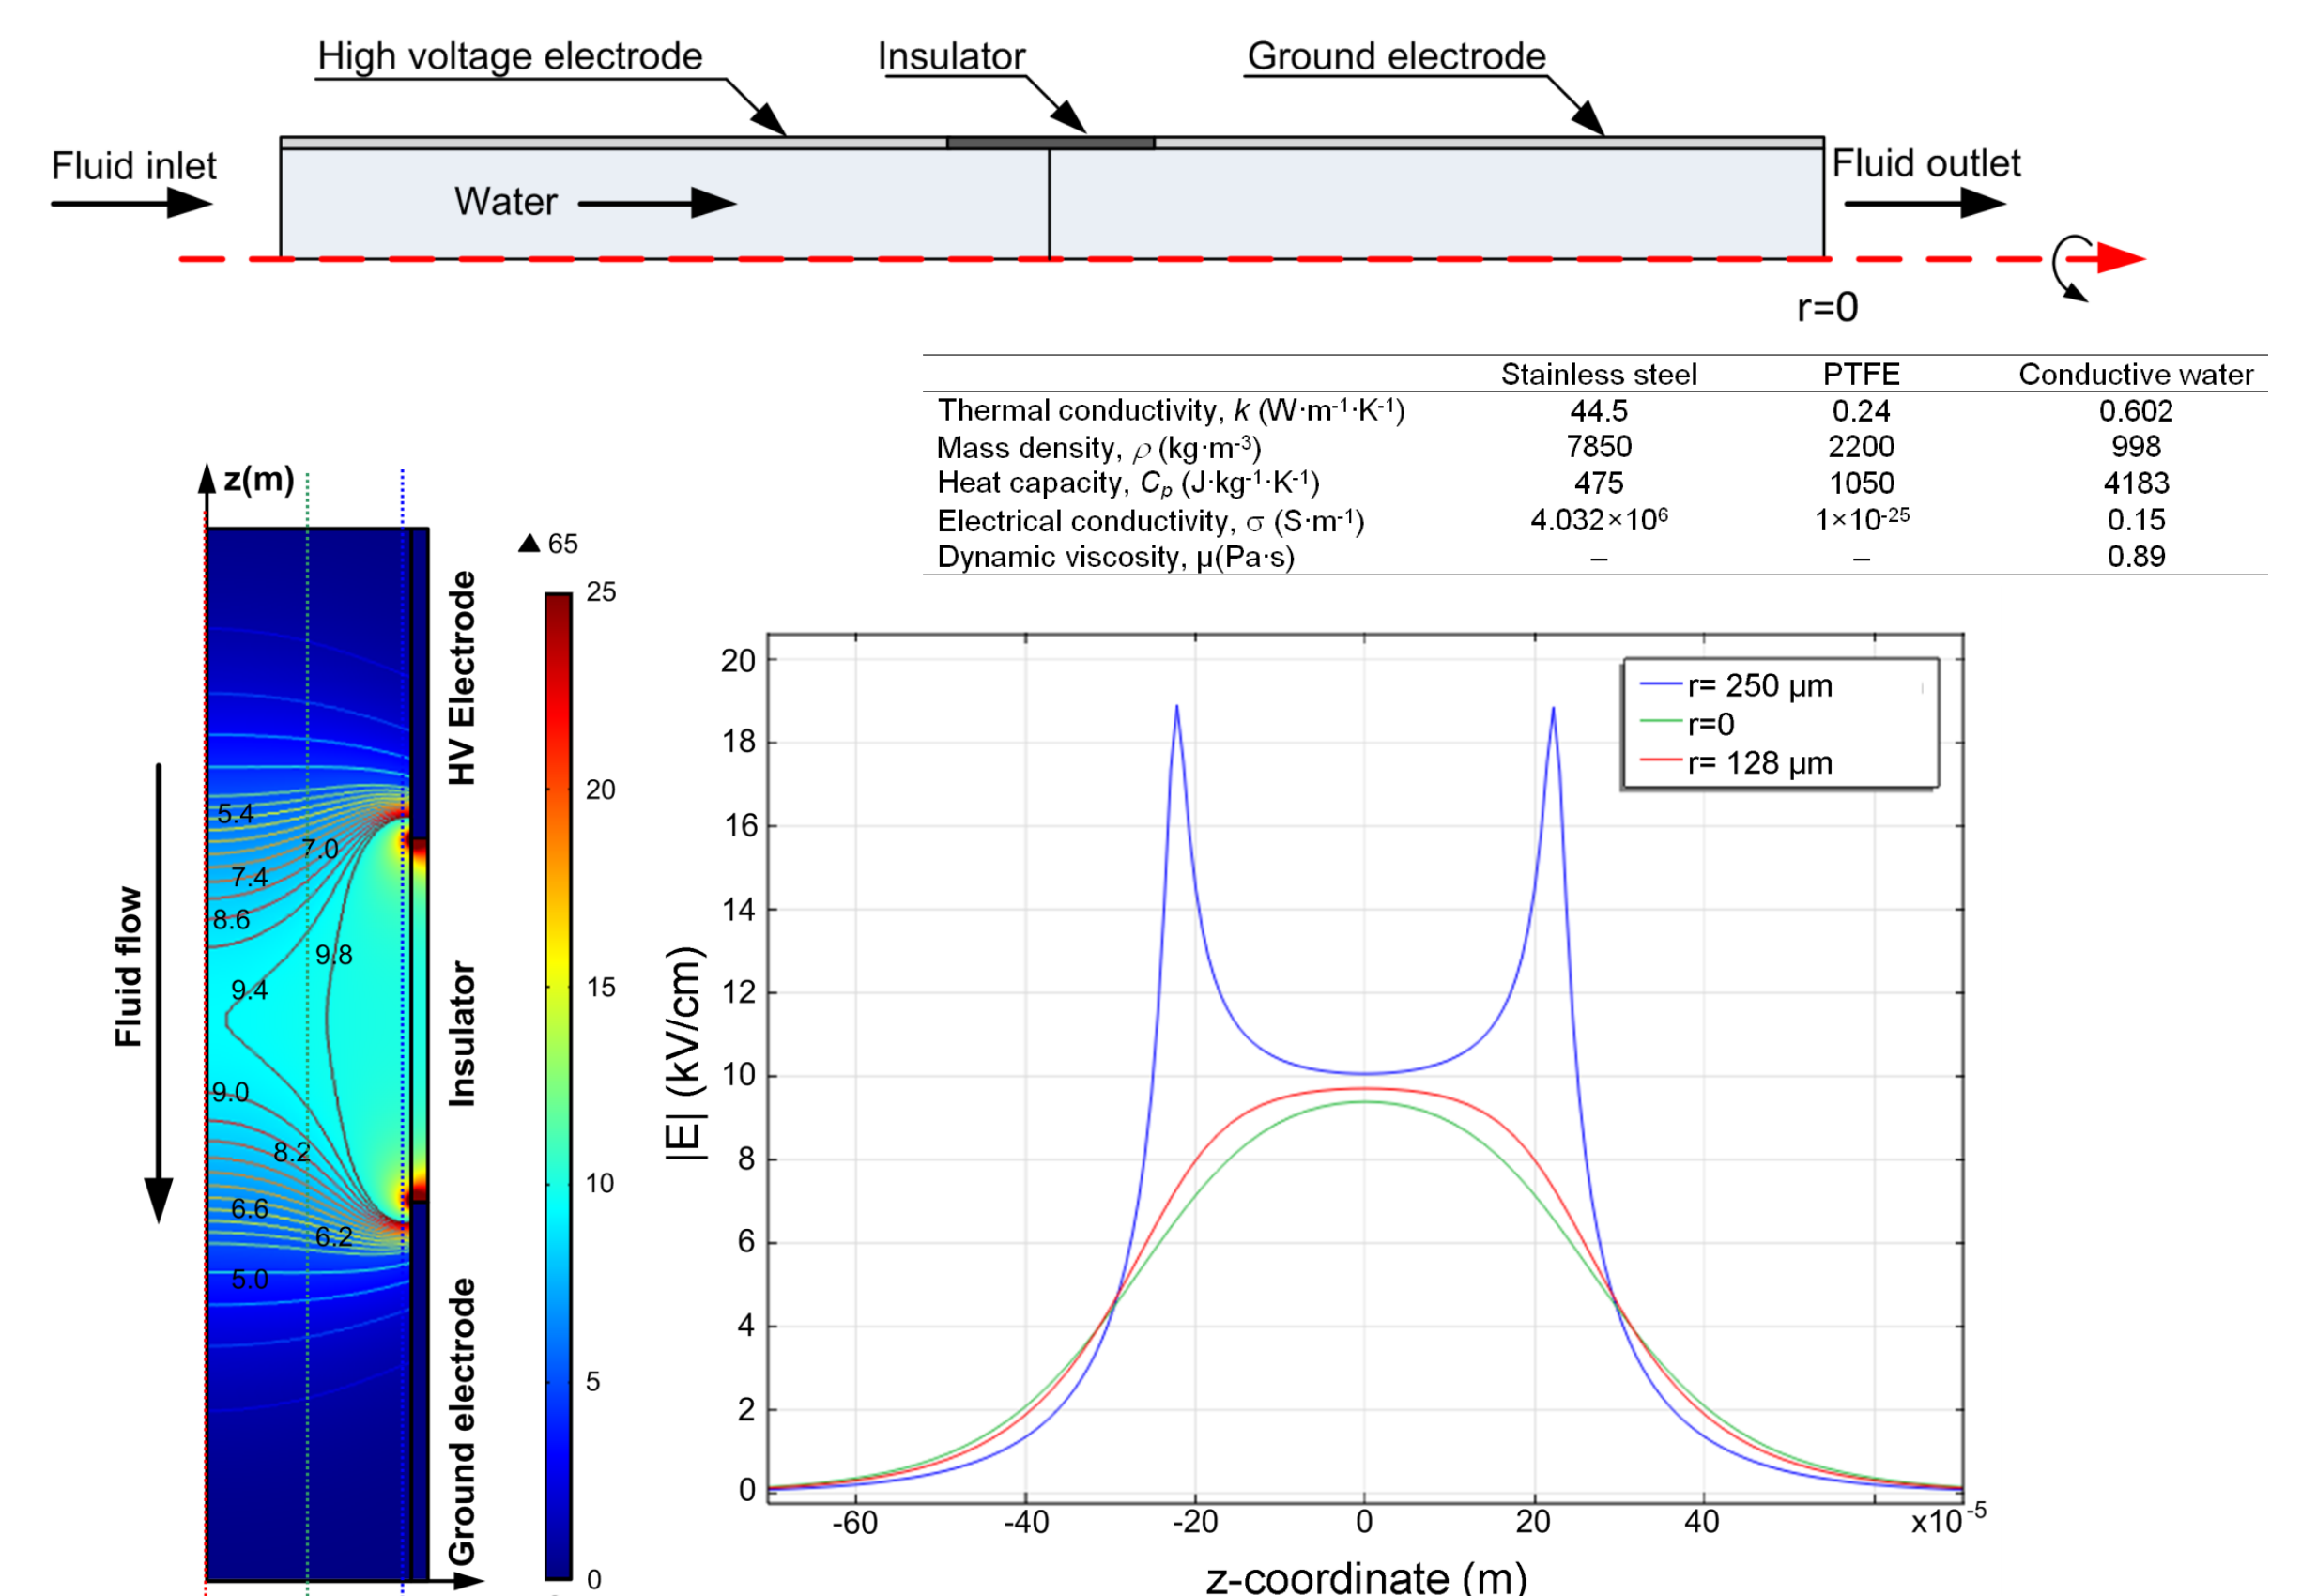 High voltage electrode
Insulator
Ground electrode
Fluid inlet
Water
Fluid outlet
r=0
Stainless steel PTFE Conductive water
Thermal conductivity, k (W·m⁻¹·K⁻¹) 44.5 0.24 0.602
Mass density, ρ (kg·m⁻³) 7850 2200 998
Heat capacity, Cₚ (J·kg⁻¹·K⁻¹) 475 1050 4183
Electrical conductivity, σ (S·m⁻¹) 4.032×10⁶ 1×10⁻²⁵ 0.15
Dynamic viscosity, µ(Pa·s) – – 0.89
z(m)
Fluid flow
5.4
7.0
7.4
8.6
9.8
9.4
9.0
8.2
6.6
6.2
5.0
HV Electrode
Insulator
Ground electrode
▲ 65
25
20
15
10
5
0
|E| (kV/cm)
20
18
16
14
12
10
8
6
4
2
0
r= 250 µm
r=0
r= 128 µm
-60 -40 -20 0 20 40 x10⁻⁵
z-coordinate (m)